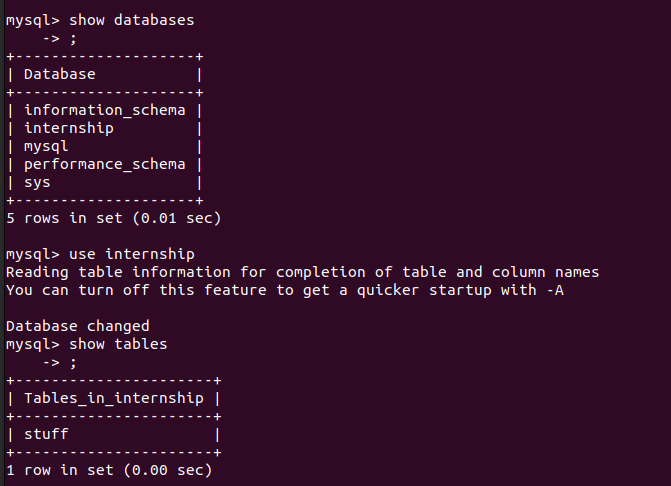 mysql> show databases
    -> ;
+--------------------+
| Database           |
+--------------------+
| information_schema |
| internship         |
| mysql              |
| performance_schema |
| sys                |
+--------------------+
5 rows in set (0.01 sec)

mysql> use internship
Reading table information for completion of table and column names
You can turn off this feature to get a quicker startup with -A

Database changed
mysql> show tables
    -> ;
+----------------------+
| Tables_in_internship |
+----------------------+
| stuff                |
+----------------------+
1 row in set (0.00 sec)